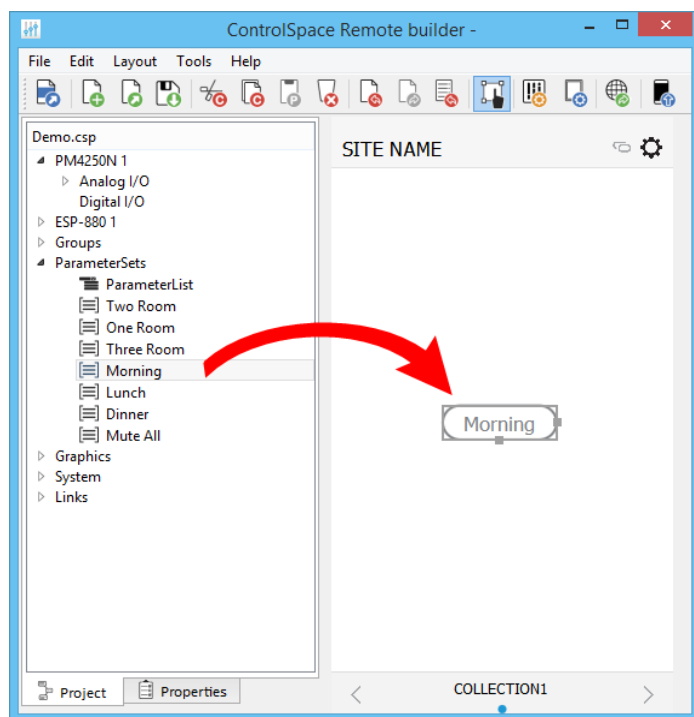 ControlSpace Remote builder -
File Edit Layout Tools Help
Demo.csp
PM4250N 1
Analog I/O
Digital I/O
ESP-880 1
Groups
ParameterSets
ParameterList
Two Room
One Room
Three Room
Morning
Lunch
Dinner
Mute All
Graphics
System
Links
Project Properties
SITE NAME
Morning
COLLECTION1